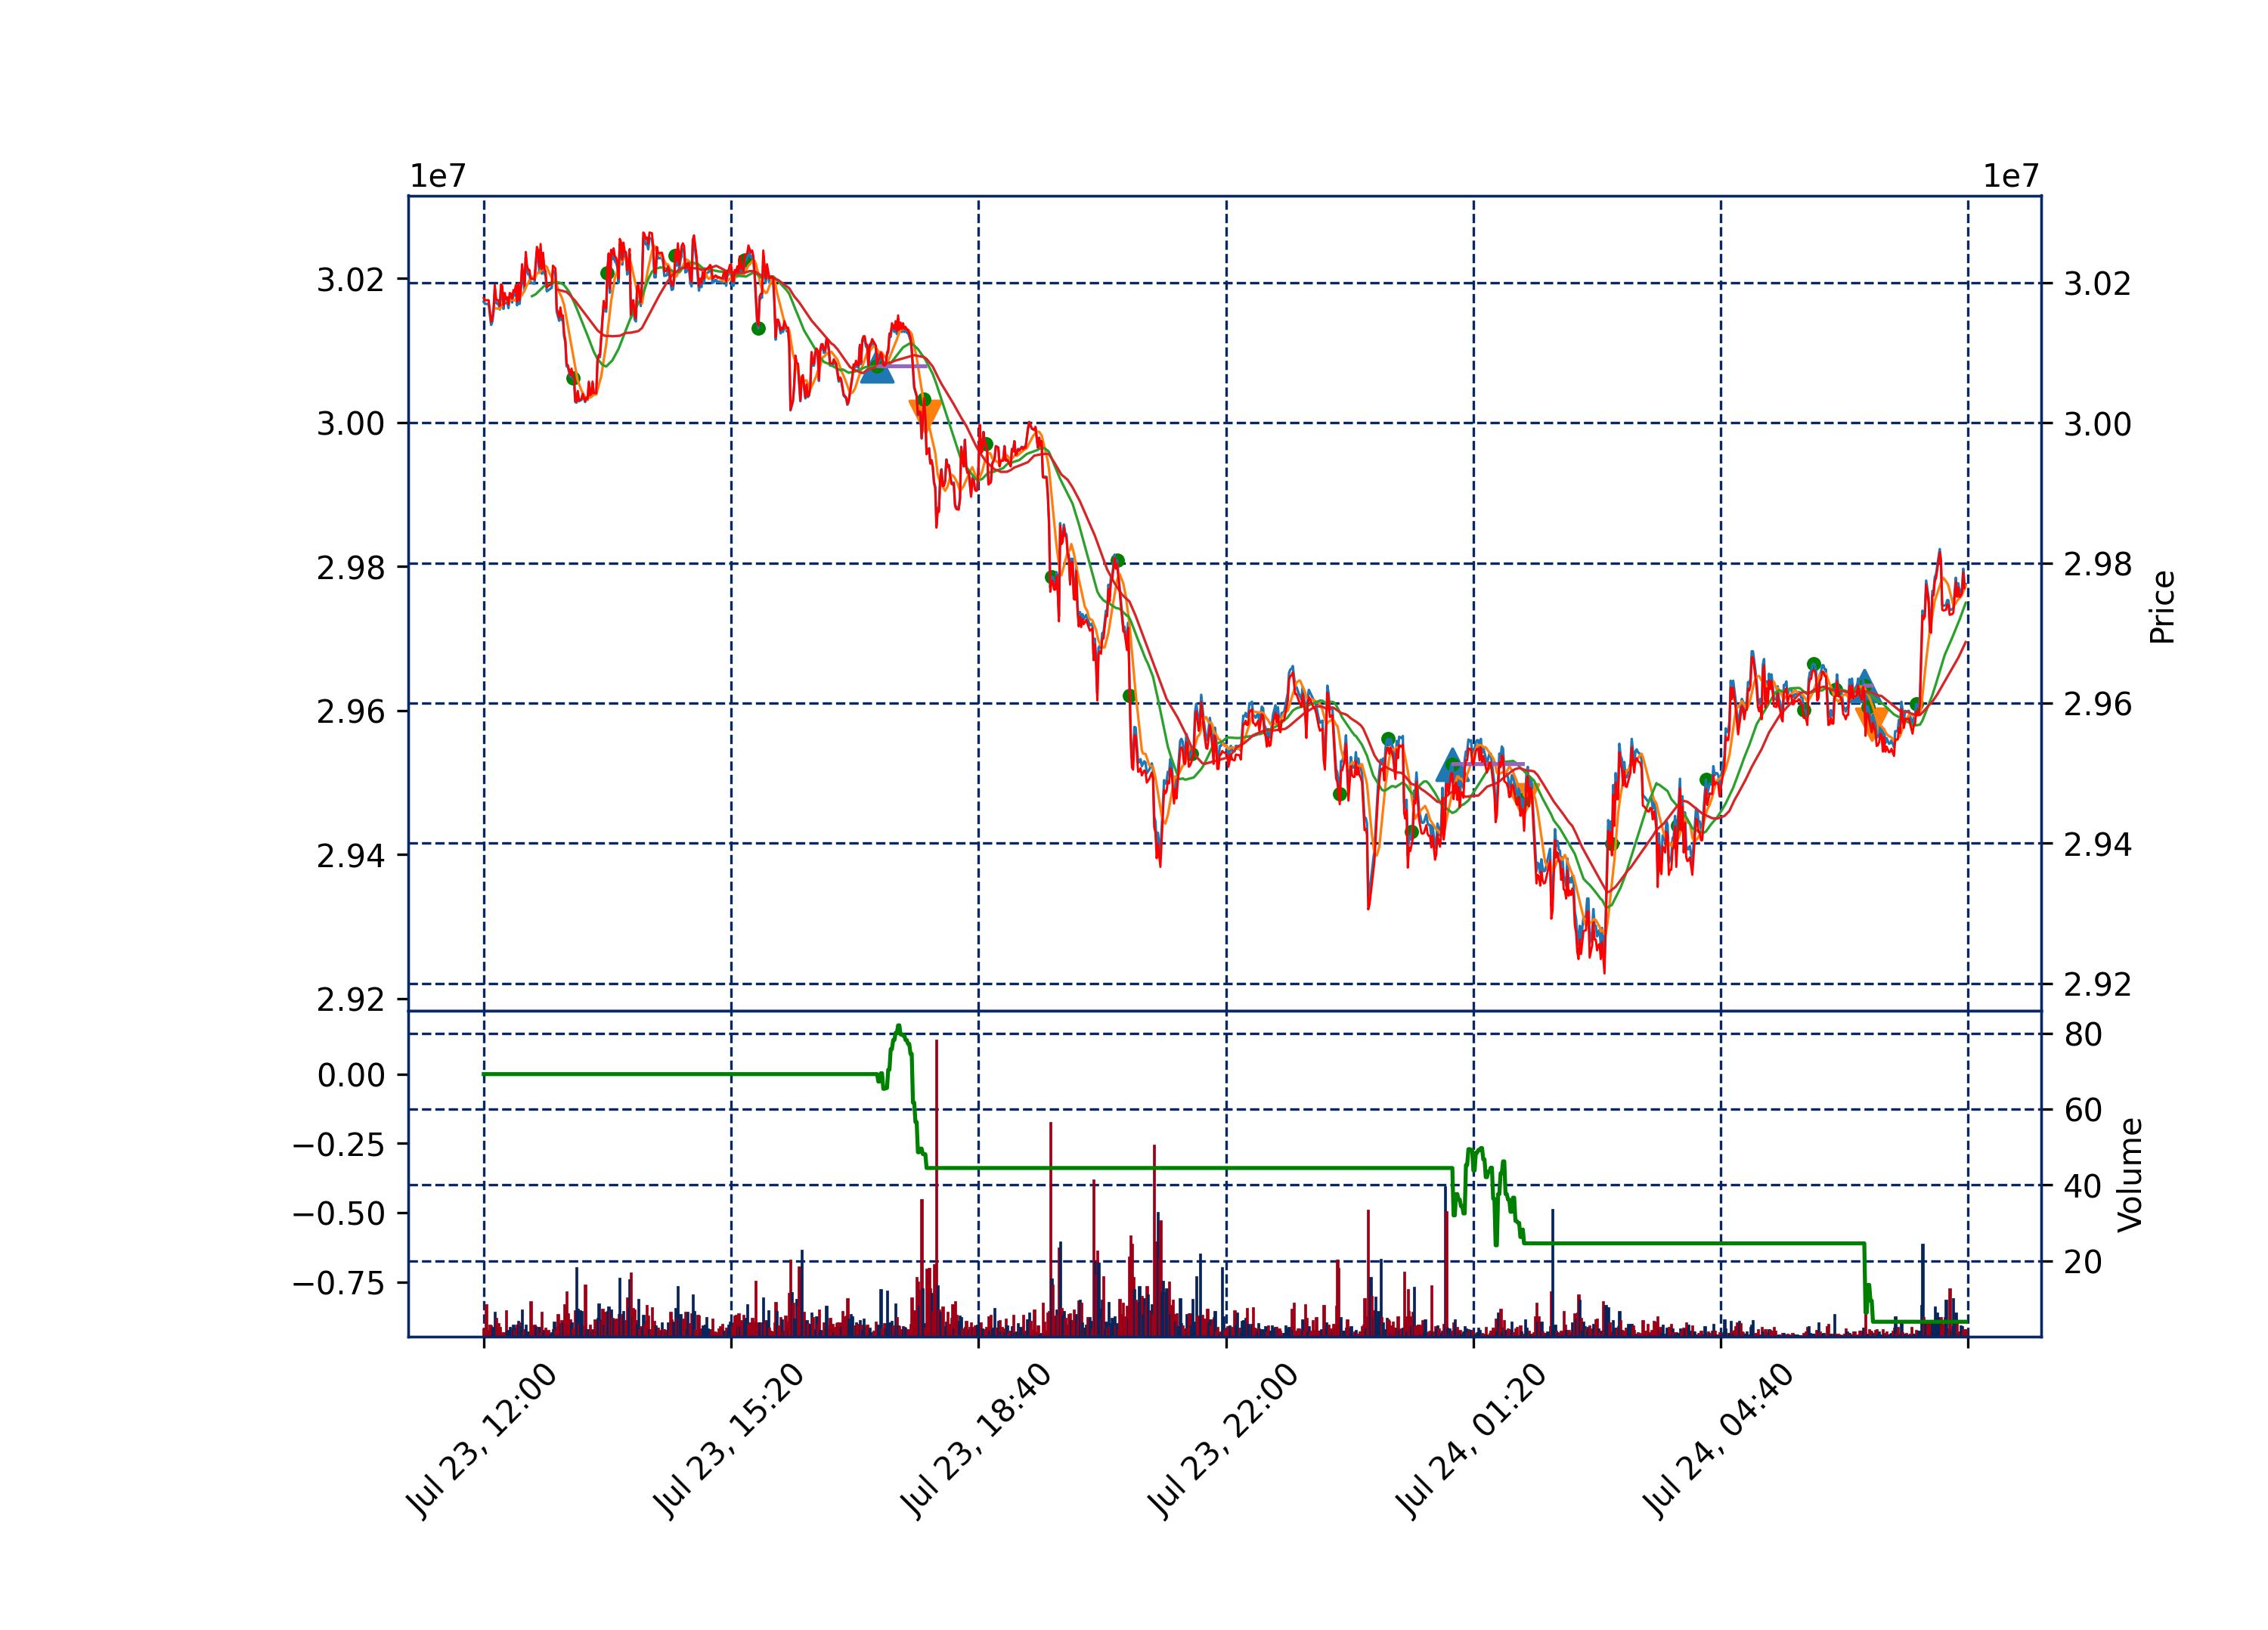 1e7
1e7
3.02
3.00
2.98
2.96
2.94
2.92
3.02
3.00
2.98
2.96
2.94
2.92
Price
0.00
−0.25
−0.50
−0.75
80
60
40
20
Volume
Jul 23, 12:00
Jul 23, 15:20
Jul 23, 18:40
Jul 23, 22:00
Jul 24, 01:20
Jul 24, 04:40